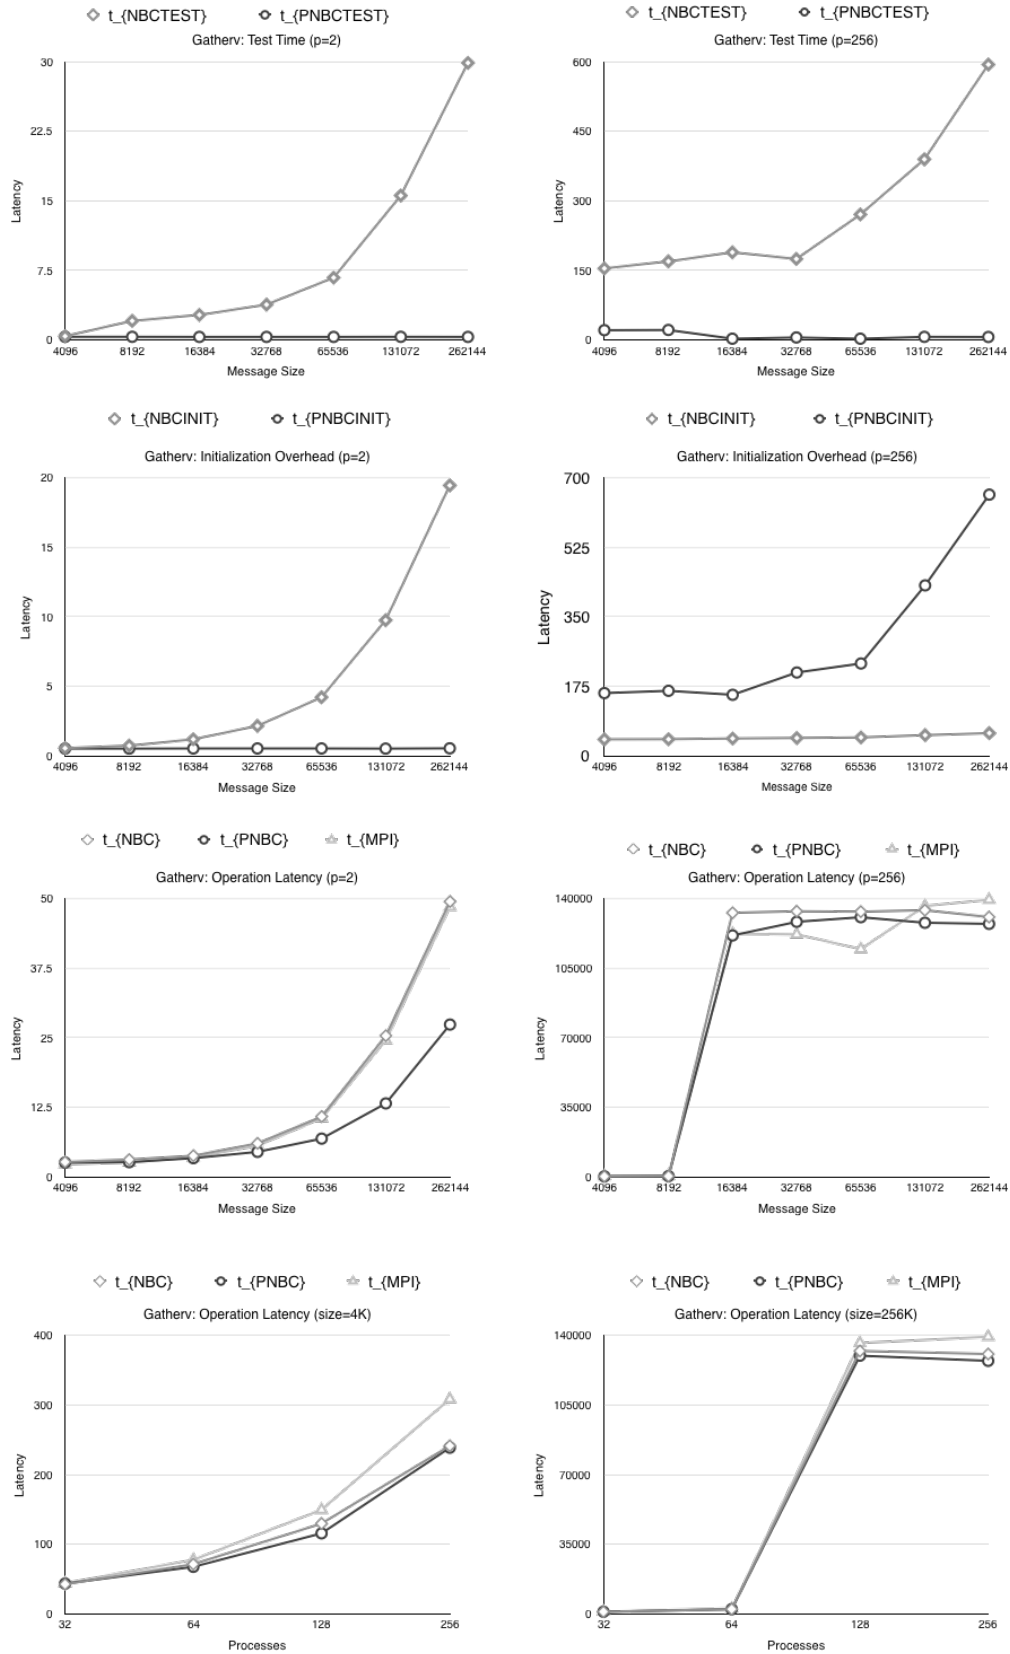 t_{NBCTEST} t_{PNBCTEST}
Gatherv: Test Time (p=2)
30
22.5
15
7.5
0
Latency
4096 8192 16384 32768 65536 131072 262144
Message Size
t_{NBCTEST} t_{PNBCTEST}
Gatherv: Test Time (p=256)
600
450
300
150
0
Latency
4096 8192 16384 32768 65536 131072 262144
Message Size
t_{NBCINIT} t_{PNBCINIT}
Gatherv: Initialization Overhead (p=2)
20
15
10
5
0
Latency
4096 8192 16384 32768 65536 131072 262144
Message Size
t_{NBCINIT} t_{PNBCINIT}
Gatherv: Initialization Overhead (p=256)
700
525
350
175
0
Latency
4096 8192 16384 32768 65536 131072 262144
Message Size
t_{NBC} t_{PNBC} t_{MPI}
Gatherv: Operation Latency (p=2)
50
37.5
25
12.5
0
Latency
4096 8192 16384 32768 65536 131072 262144
Message Size
t_{NBC} t_{PNBC} t_{MPI}
Gatherv: Operation Latency (p=256)
140000
105000
70000
35000
0
Latency
4096 8192 16384 32768 65536 131072 262144
Message Size
t_{NBC} t_{PNBC} t_{MPI}
Gatherv: Operation Latency (size=4K)
400
300
200
100
0
Latency
32 64 128 256
Processes
t_{NBC} t_{PNBC} t_{MPI}
Gatherv: Operation Latency (size=256K)
140000
105000
70000
35000
0
Latency
32 64 128 256
Processes